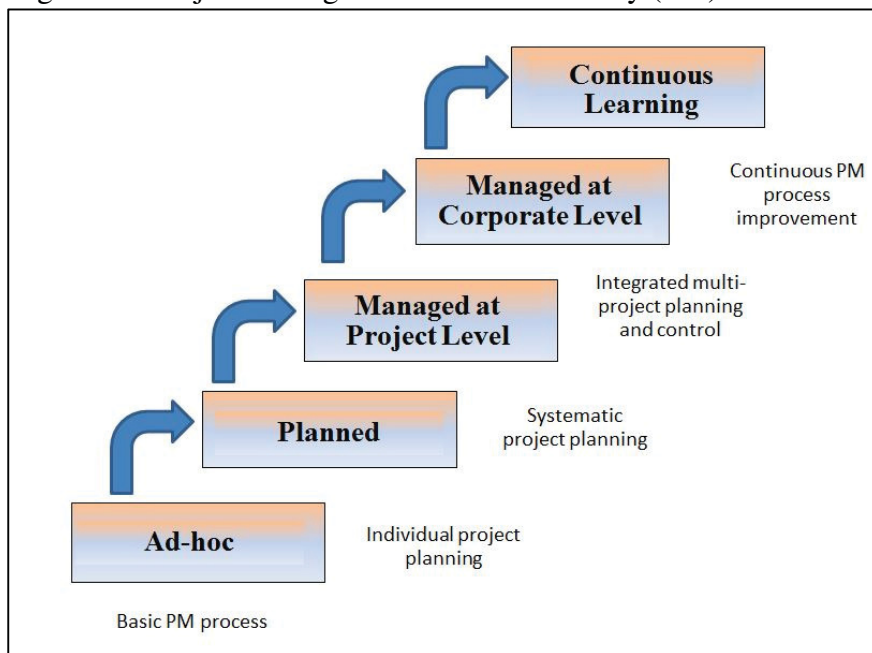 Continuous
Learning
Managed at
Corporate Level
Continuous PM
process
improvement
Managed at
Project Level
Integrated multi-
project planning
and control
Planned
Systematic
project planning
Ad-hoc
Individual project
planning
Basic PM process